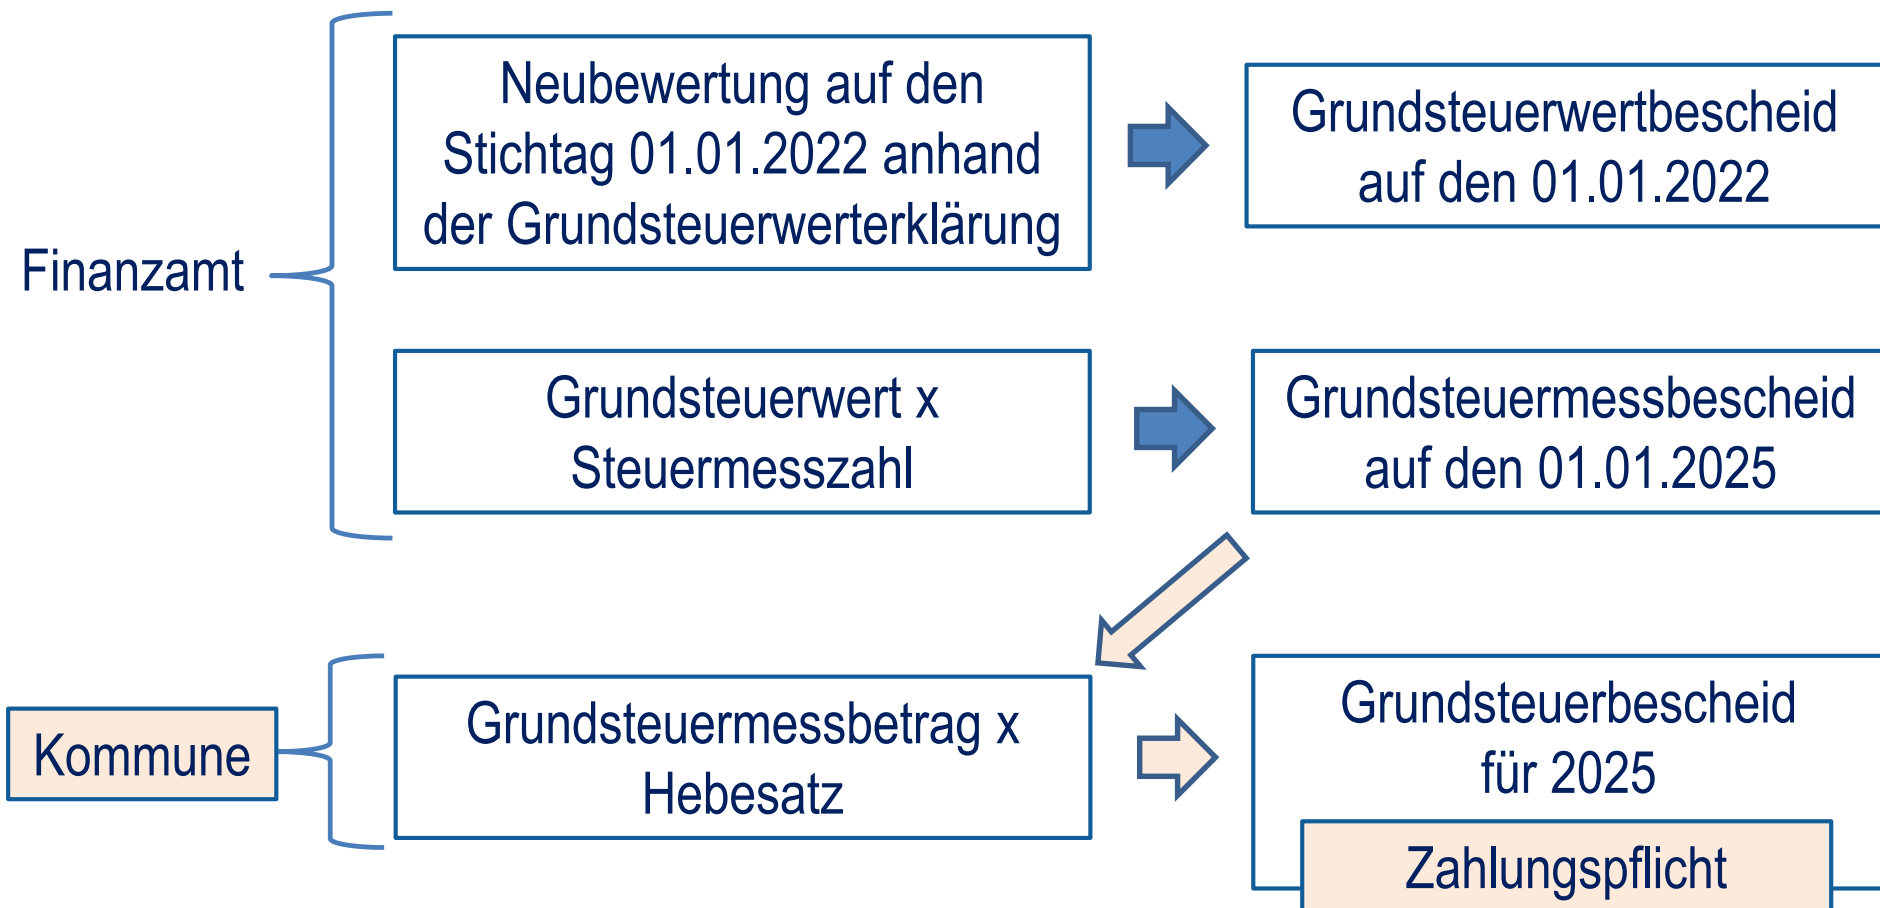 Finanzamt
Neubewertung auf den
Stichtag 01.01.2022 anhand
der Grundsteuerwerterklärung
Grundsteuerwertbescheid
auf den 01.01.2022
Grundsteuerwert x
Steuermesszahl
Grundsteuermessbescheid
auf den 01.01.2025
Kommune
Grundsteuermessbetrag x
Hebesatz
Grundsteuerbescheid
für 2025
Zahlungspflicht